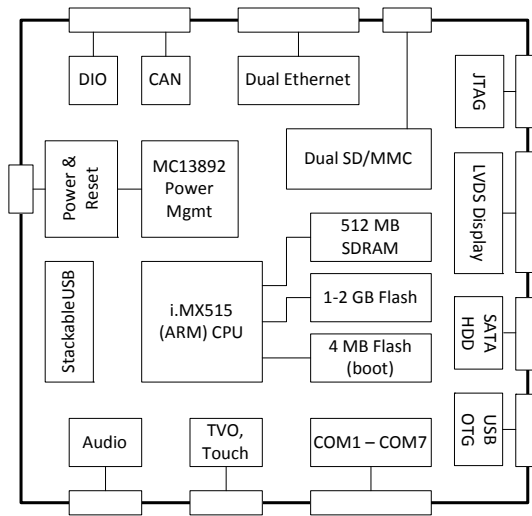 DIO
CAN
Dual Ethernet
JTAG
Power &
Reset
MC13892
Power
Mgmt
Dual SD/MMC
LVDS Display
512 MB
SDRAM
StackableUSB
i.MX515
(ARM) CPU
1-2 GB Flash
4 MB Flash
(boot)
SATA
HDD
Audio
TVO,
Touch
COM1 – COM7
USB
OTG